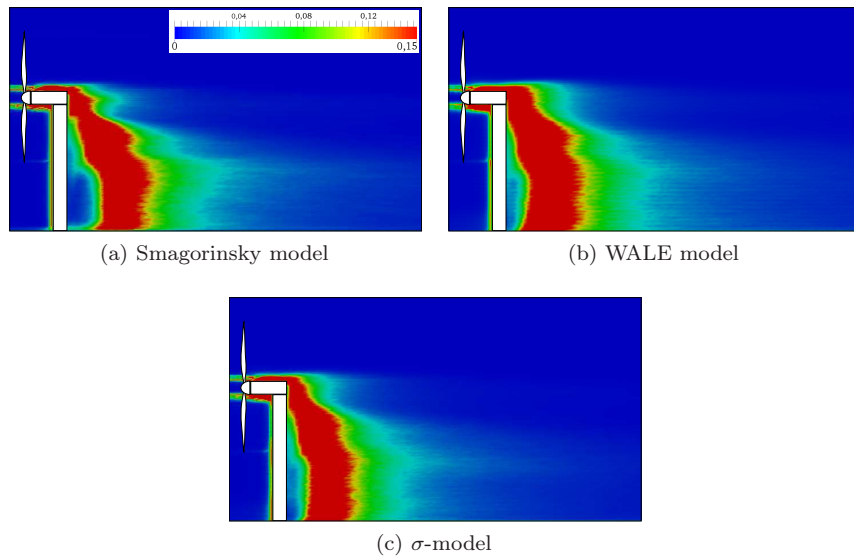 0,04 0,08 0,12
0 0,15
(a) Smagorinsky model
(b) WALE model
(c) σ-model